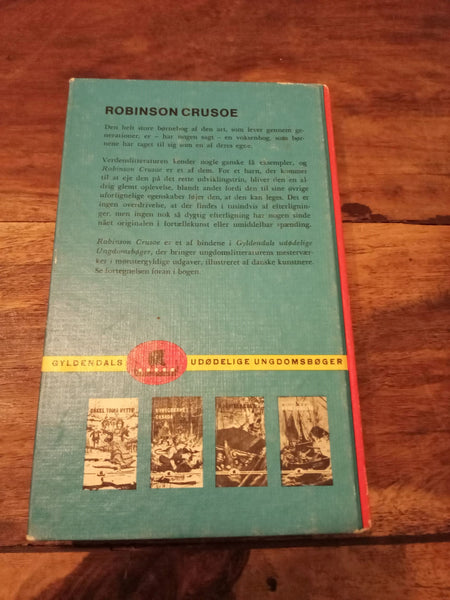 ROBINSON CRUSOE
Den helt store børnebog af den art, som lever gennem ge-
nerationer, er – har nogen sagt – en voksenbog, som bør-
nene har taget til sig som en af deres egne.
Verdenslitteraturen kender nogle ganske få exempler, og
Robinson Crusoe er et af dem. For et barn, der kommer
til at eje den på det rette udviklingstrin, bliver den en al-
drig glemt oplevelse, blandt andet fordi den til sine øvrige
uforlignelige egenskaber føjer den, at den kan leges. Det er
ingen overdrivelse, at der findes i tusindvis af efterlignin-
ger, men ingen nok så dygtig efterligning har nogen sinde
nået originalen i fortællekunst eller umiddelbar spænding.
Robinson Crusoe er et af bindene i Gyldendals udødelige
Ungdomsbøger, der bringer ungdomslitteraturens mestervær-
ker i mønstergyldige udgaver, illustreret af danske kunstnere.
Se fortegnelsen foran i bogen.
GYLDENDALS UDØDELIGE UNGDOMSBØGER
ONKEL TOMS HYTTE